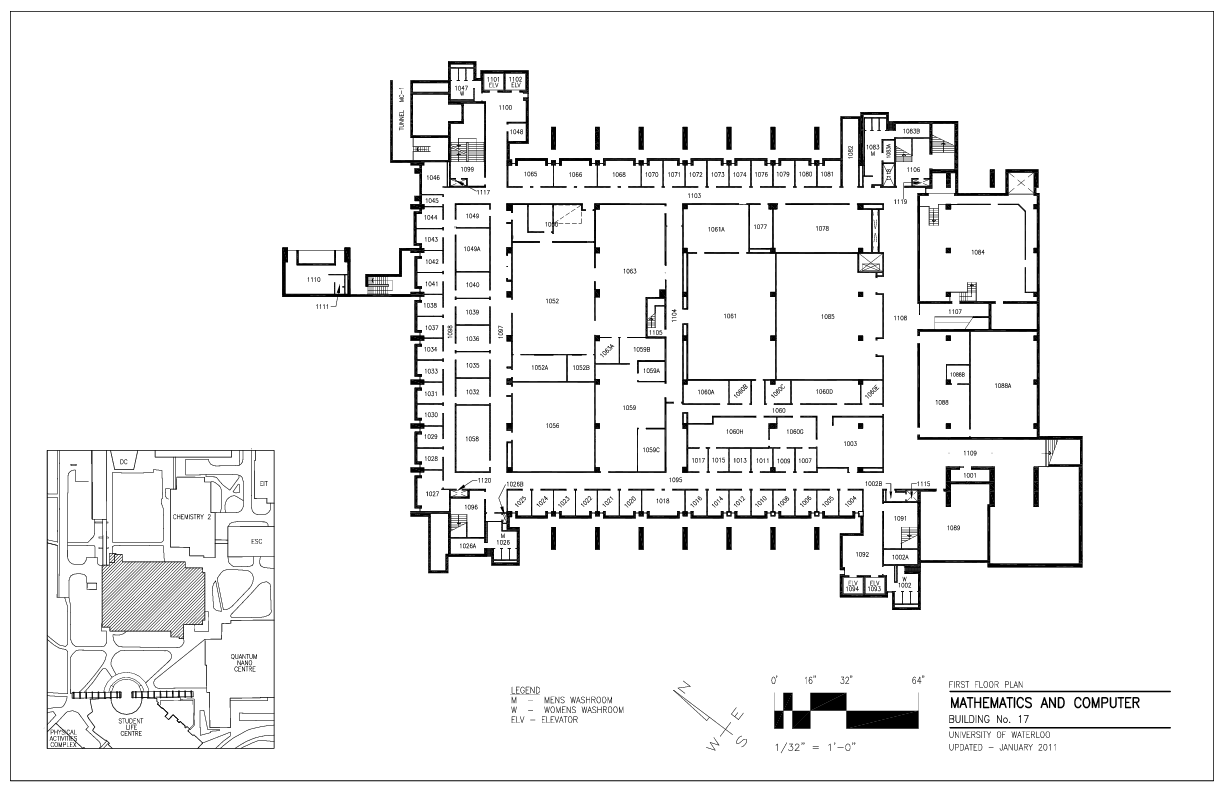 1101
ELV
1102
ELV
1047
W
1100
1048
TUNNEL MC-1
1099
1117
1046
1045
1044
1043
1042
1041
1038
1037
1034
1033
1031
1030
1029
1028
1027
1049
1049A
1040
1039
1036
1035
1032
1058
1098
1097
1110
1111
1065
1066
1068
1070
1071
1072
1073
1074
1076
1079
1080
1081
1082
1103
1083
M
1083A
1083B
1106
1119
1052
1063
1061A
1077
1078
1084
1061
1085
1104
1105
1063A
1059B
1059A
1052A
1052B
1056
1059
1059C
1107
1108
1088
1088B
1088A
1060A
1060B
1060C
1060D
1060E
1060
1060H
1060G
1003
1017
1015
1013
1011
1009
1007
1095
1109
1001
1120
1026B
1002B
1115
1025
1024
1023
1022
1021
1020
1018
1016
1014
1012
1010
1008
1006
1005
1004
1096
1026A
M
1026
1091
1089
1092
1002A
ELV
1094
ELV
1093
W
1002
DC
EIT
CHEMISTRY 2
ESC
QUANTUM
NANO
CENTRE
STUDENT
LIFE
CENTRE
PHYSICAL
ACTIVITIES
COMPLEX
LEGEND
M – MENS WASHROOM
W – WOMENS WASHROOM
ELV – ELEVATOR
N
E
W
S
0' 16" 32" 64"
1/32" = 1'-0"
FIRST FLOOR PLAN
MATHEMATICS AND COMPUTER
BUILDING No. 17
UNIVERSITY OF WATERLOO
UPDATED – JANUARY 2011